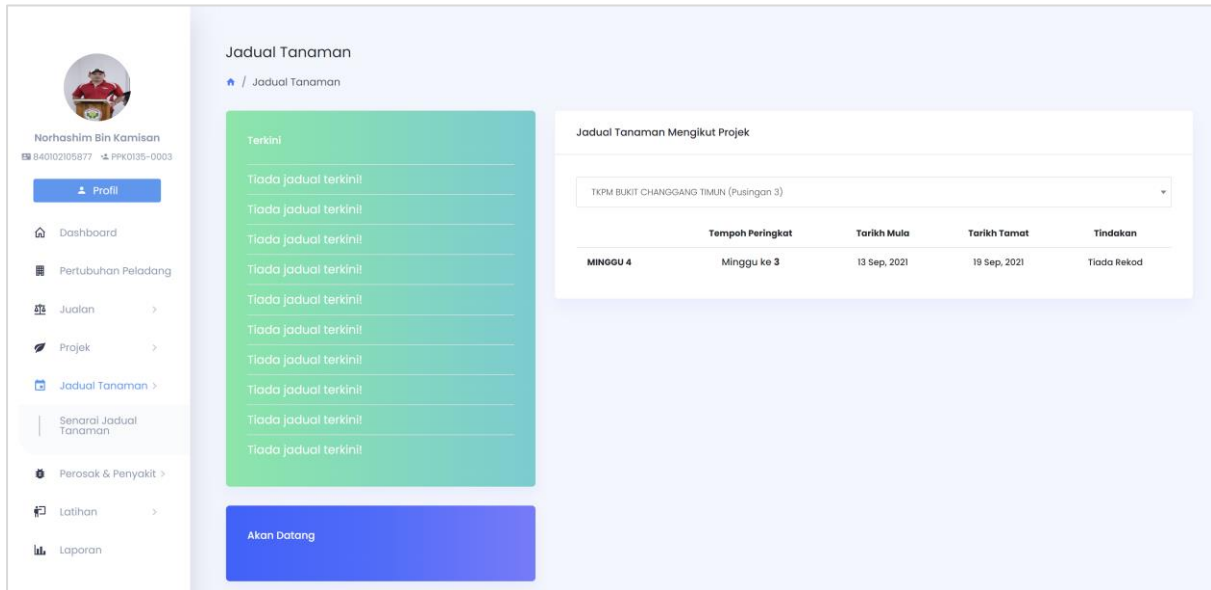 Norhashim Bin Kamisan
840102105877 PPK0135-0003
Profil
Dashboard
Pertubuhan Peladang
Jualan
Projek
Jadual Tanaman
Senarai Jadual
Tanaman
Perosak & Penyakit
Latihan
Laporan
Jadual Tanaman
/ Jadual Tanaman
Terkini
Tiada jadual terkini!
Tiada jadual terkini!
Tiada jadual terkini!
Tiada jadual terkini!
Tiada jadual terkini!
Tiada jadual terkini!
Tiada jadual terkini!
Tiada jadual terkini!
Tiada jadual terkini!
Tiada jadual terkini!
Akan Datang
Jadual Tanaman Mengikut Projek
TKPM BUKIT CHANGGANG TIMUN (Pusingan 3)
Tempoh Peringkat Tarikh Mula Tarikh Tamat Tindakan
MINGGU 4 Minggu ke 3 13 Sep, 2021 19 Sep, 2021 Tiada Rekod